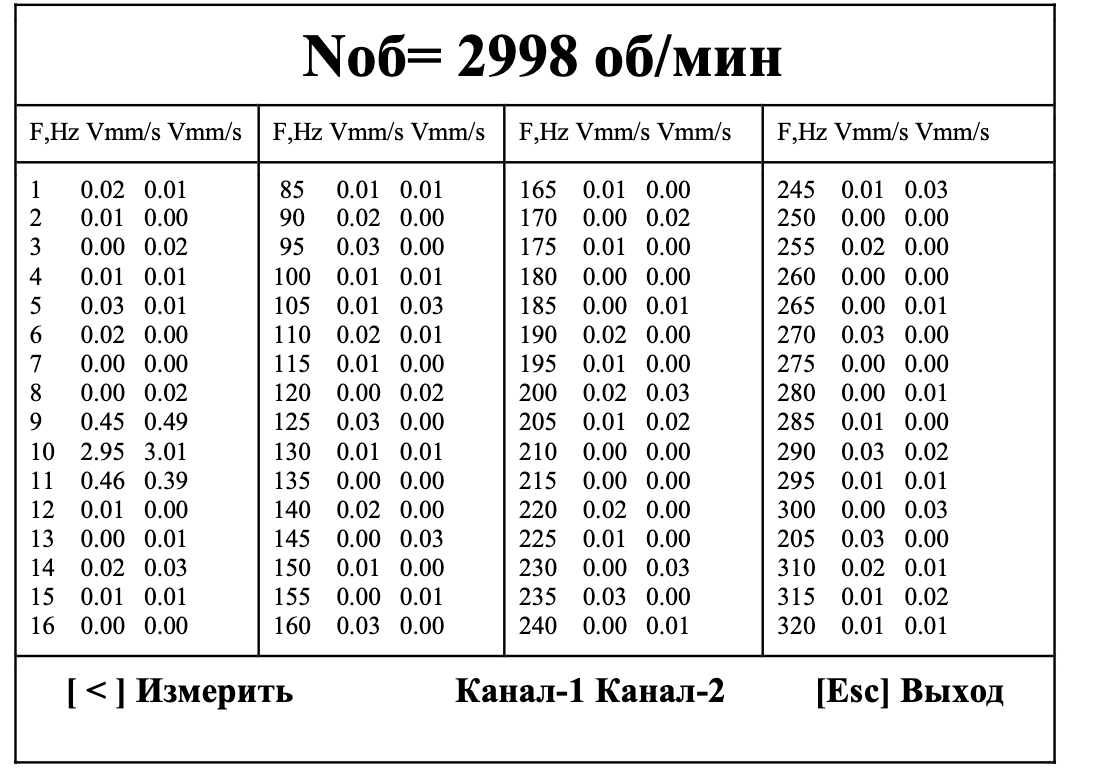 Nоб= 2998 об/мин
F,Hz Vmm/s Vmm/s F,Hz Vmm/s Vmm/s F,Hz Vmm/s Vmm/s F,Hz Vmm/s Vmm/s
1 0.02 0.01 85 0.01 0.01 165 0.01 0.00 245 0.01 0.03
2 0.01 0.00 90 0.02 0.00 170 0.00 0.02 250 0.00 0.00
3 0.00 0.02 95 0.03 0.00 175 0.01 0.00 255 0.02 0.00
4 0.01 0.01 100 0.01 0.01 180 0.00 0.00 260 0.00 0.00
5 0.03 0.01 105 0.01 0.03 185 0.00 0.01 265 0.00 0.01
6 0.02 0.00 110 0.02 0.01 190 0.02 0.00 270 0.03 0.00
7 0.00 0.00 115 0.01 0.00 195 0.01 0.00 275 0.00 0.00
8 0.00 0.02 120 0.00 0.02 200 0.02 0.03 280 0.00 0.01
9 0.45 0.49 125 0.03 0.00 205 0.01 0.02 285 0.01 0.00
10 2.95 3.01 130 0.01 0.01 210 0.00 0.00 290 0.03 0.02
11 0.46 0.39 135 0.00 0.00 215 0.00 0.00 295 0.01 0.01
12 0.01 0.00 140 0.02 0.00 220 0.02 0.00 300 0.00 0.03
13 0.00 0.01 145 0.00 0.03 225 0.01 0.00 205 0.03 0.00
14 0.02 0.03 150 0.01 0.00 230 0.00 0.03 310 0.02 0.01
15 0.01 0.01 155 0.00 0.01 235 0.03 0.00 315 0.01 0.02
16 0.00 0.00 160 0.03 0.00 240 0.00 0.01 320 0.01 0.01
[ < ] Измерить Канал-1 Канал-2 [Esc] Выход